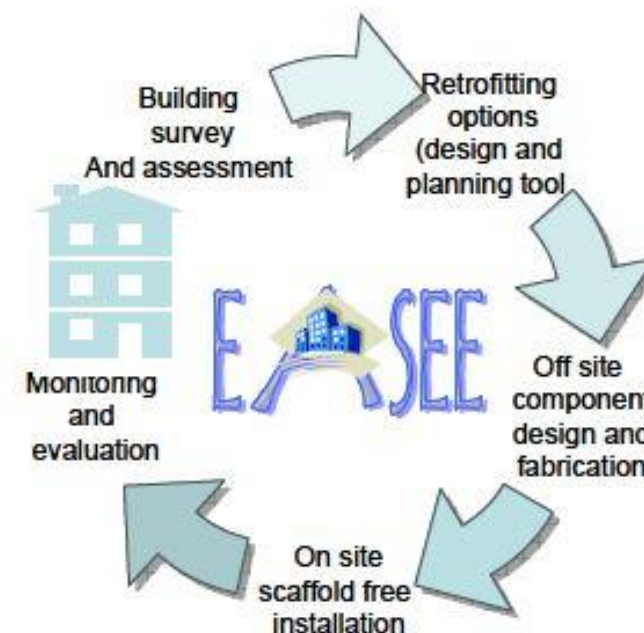 Building
survey
And assessment
Retrofitting
options
(design and
planning tool
EASEE
Off site
component
design and
fabrication
On site
scaffold free
installation
Monitoring
and
evaluation